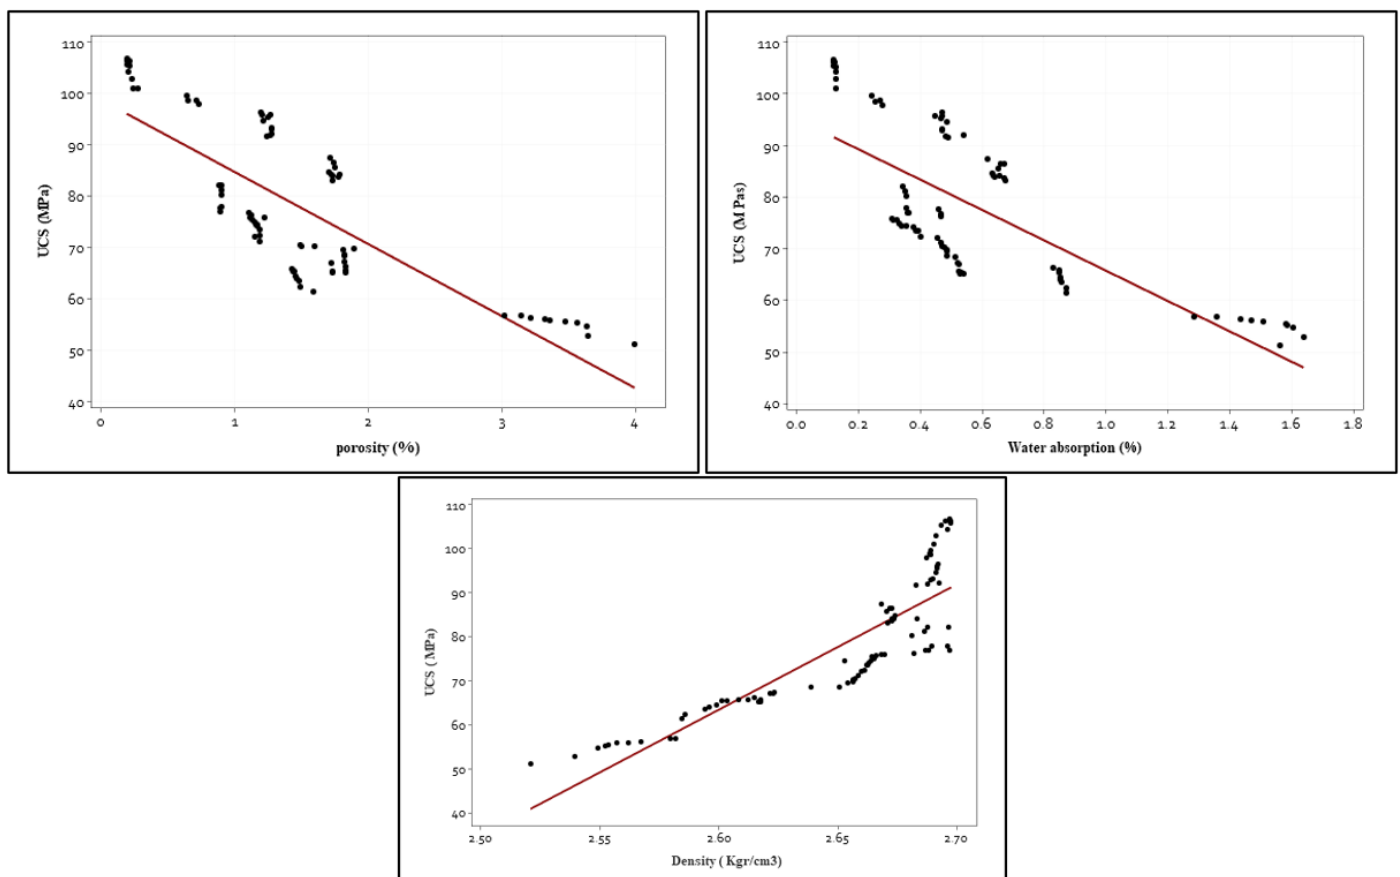 110
100
90
80
70
60
50
40
UCS (MPa)
0 1 2 3 4
porosity (%)
110
100
90
80
70
60
50
40
UCS (M Pas)
0.0 0.2 0.4 0.6 0.8 1.0 1.2 1.4 1.6 1.8
Water absorption (%)
110
100
90
80
70
60
50
40
UCS ( MPa)
2.50 2.55 2.60 2.65 2.70
Density ( Kgr/cm3)